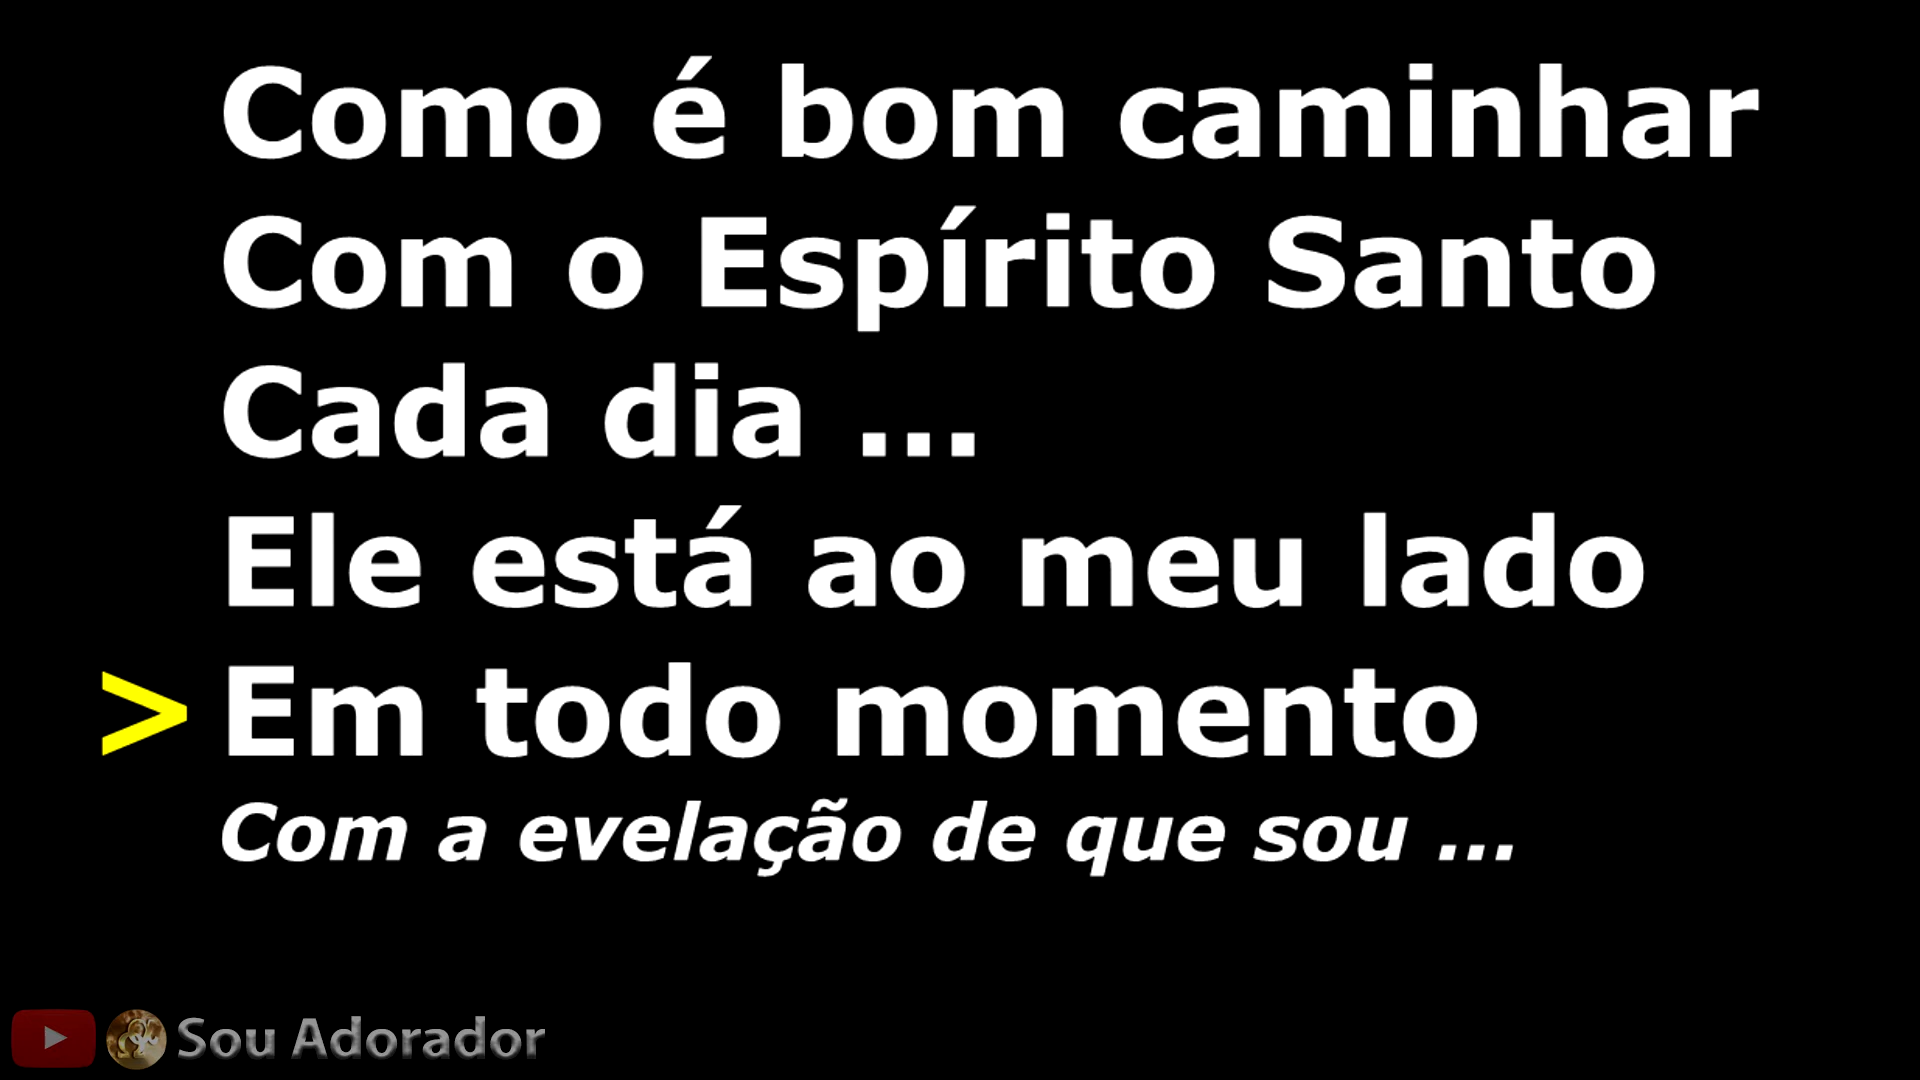 Como é bom caminhar
Com o Espírito Santo
Cada dia ...
Ele está ao meu lado
> Em todo momento
Com a evelação de que sou ...
Sou Adorador